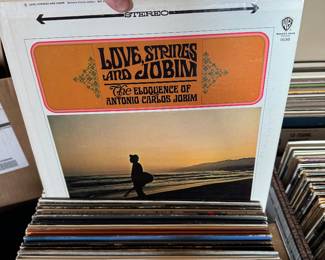 STEREO
LOVE, STRINGS
AND JOBIM
The ELOQUENCE OF
ANTONIO CARLOS JOBIM